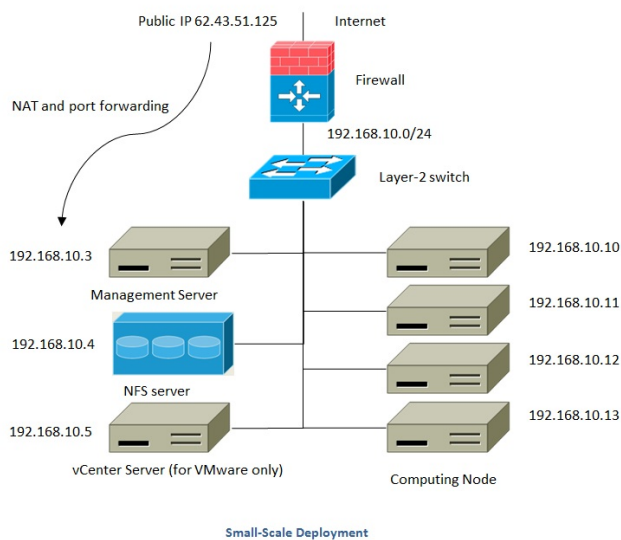 Public IP 62.43.51.125
Internet
Firewall
NAT and port forwarding
192.168.10.0/24
Layer-2 switch
192.168.10.3
Management Server
192.168.10.4
NFS server
192.168.10.5
vCenter Server (for VMware only)
192.168.10.10
192.168.10.11
192.168.10.12
192.168.10.13
Computing Node
Small-Scale Deployment